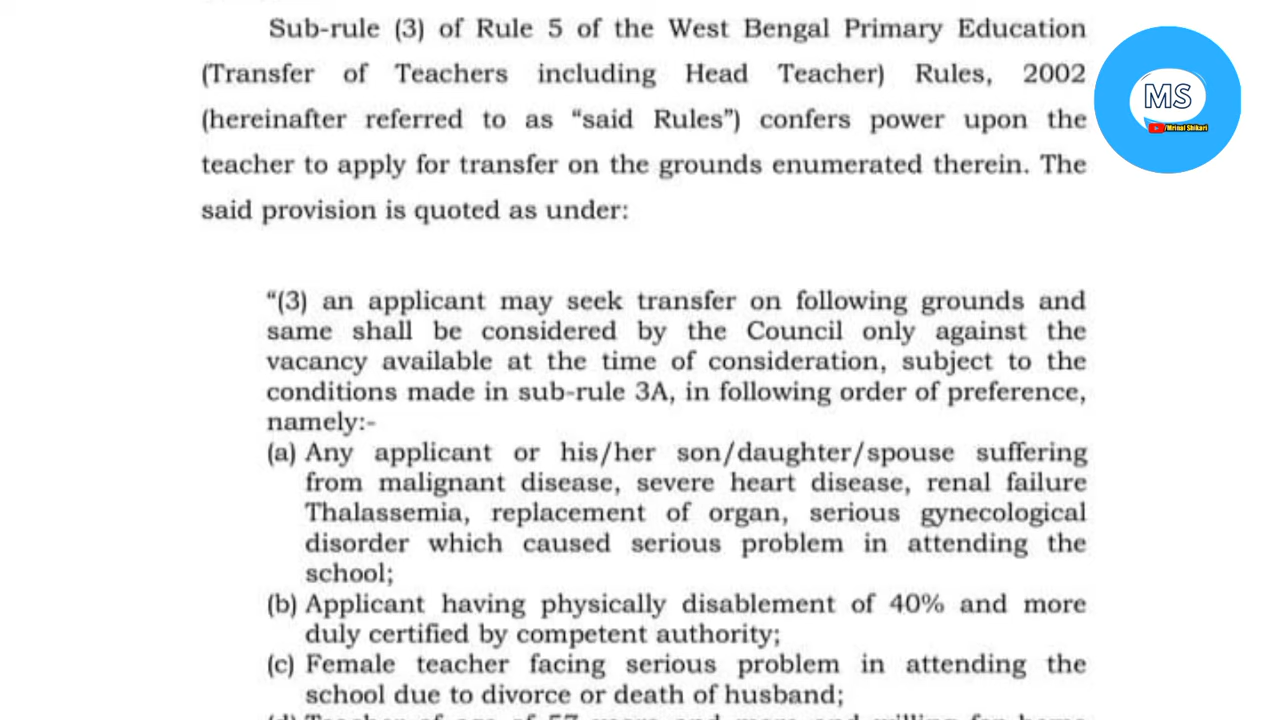 Sub-rule (3) of Rule 5 of the West Bengal Primary Education
(Transfer of Teachers including Head Teacher) Rules, 2002
(hereinafter referred to as “said Rules”) confers power upon the
teacher to apply for transfer on the grounds enumerated therein. The
said provision is quoted as under:
“(3) an applicant may seek transfer on following grounds and
same shall be considered by the Council only against the
vacancy available at the time of consideration, subject to the
conditions made in sub-rule 3A, in following order of preference,
namely:-
(a) Any applicant or his/her son/daughter/spouse suffering
from malignant disease, severe heart disease, renal failure
Thalassemia, replacement of organ, serious gynecological
disorder which caused serious problem in attending the
school;
(b) Applicant having physically disablement of 40% and more
duly certified by competent authority;
(c) Female teacher facing serious problem in attending the
school due to divorce or death of husband;
MS
/Mrinal Shikari